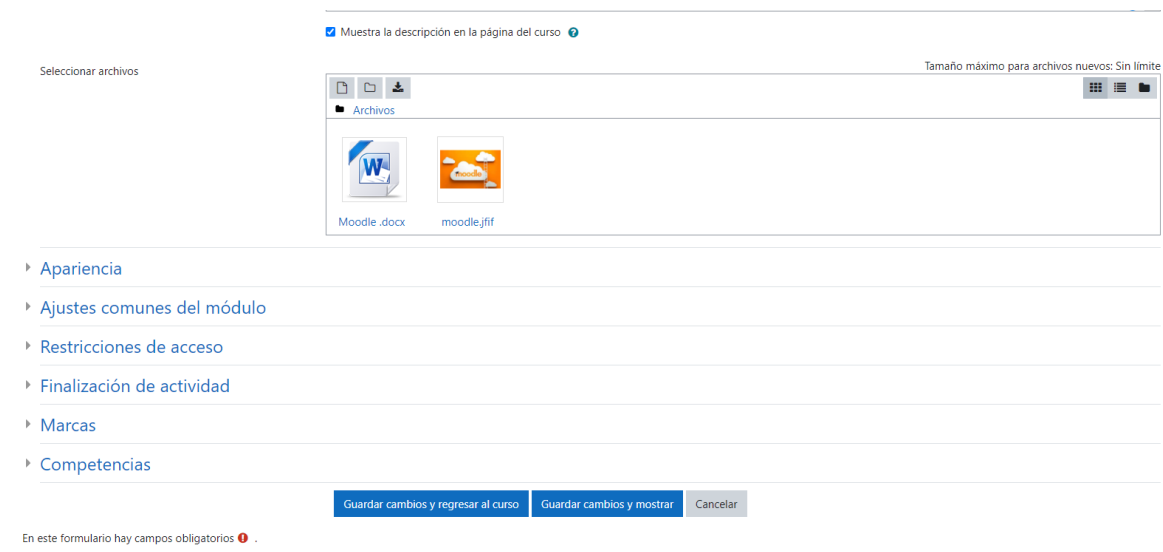 Muestra la descripción en la página del curso
Seleccionar archivos
Tamaño máximo para archivos nuevos: Sin límite
Archivos
W
moodle
Moodle .docx
moodle.jfif
Apariencia
Ajustes comunes del módulo
Restricciones de acceso
Finalización de actividad
Marcas
Competencias
Guardar cambios y regresar al curso
Guardar cambios y mostrar
Cancelar
En este formulario hay campos obligatorios .